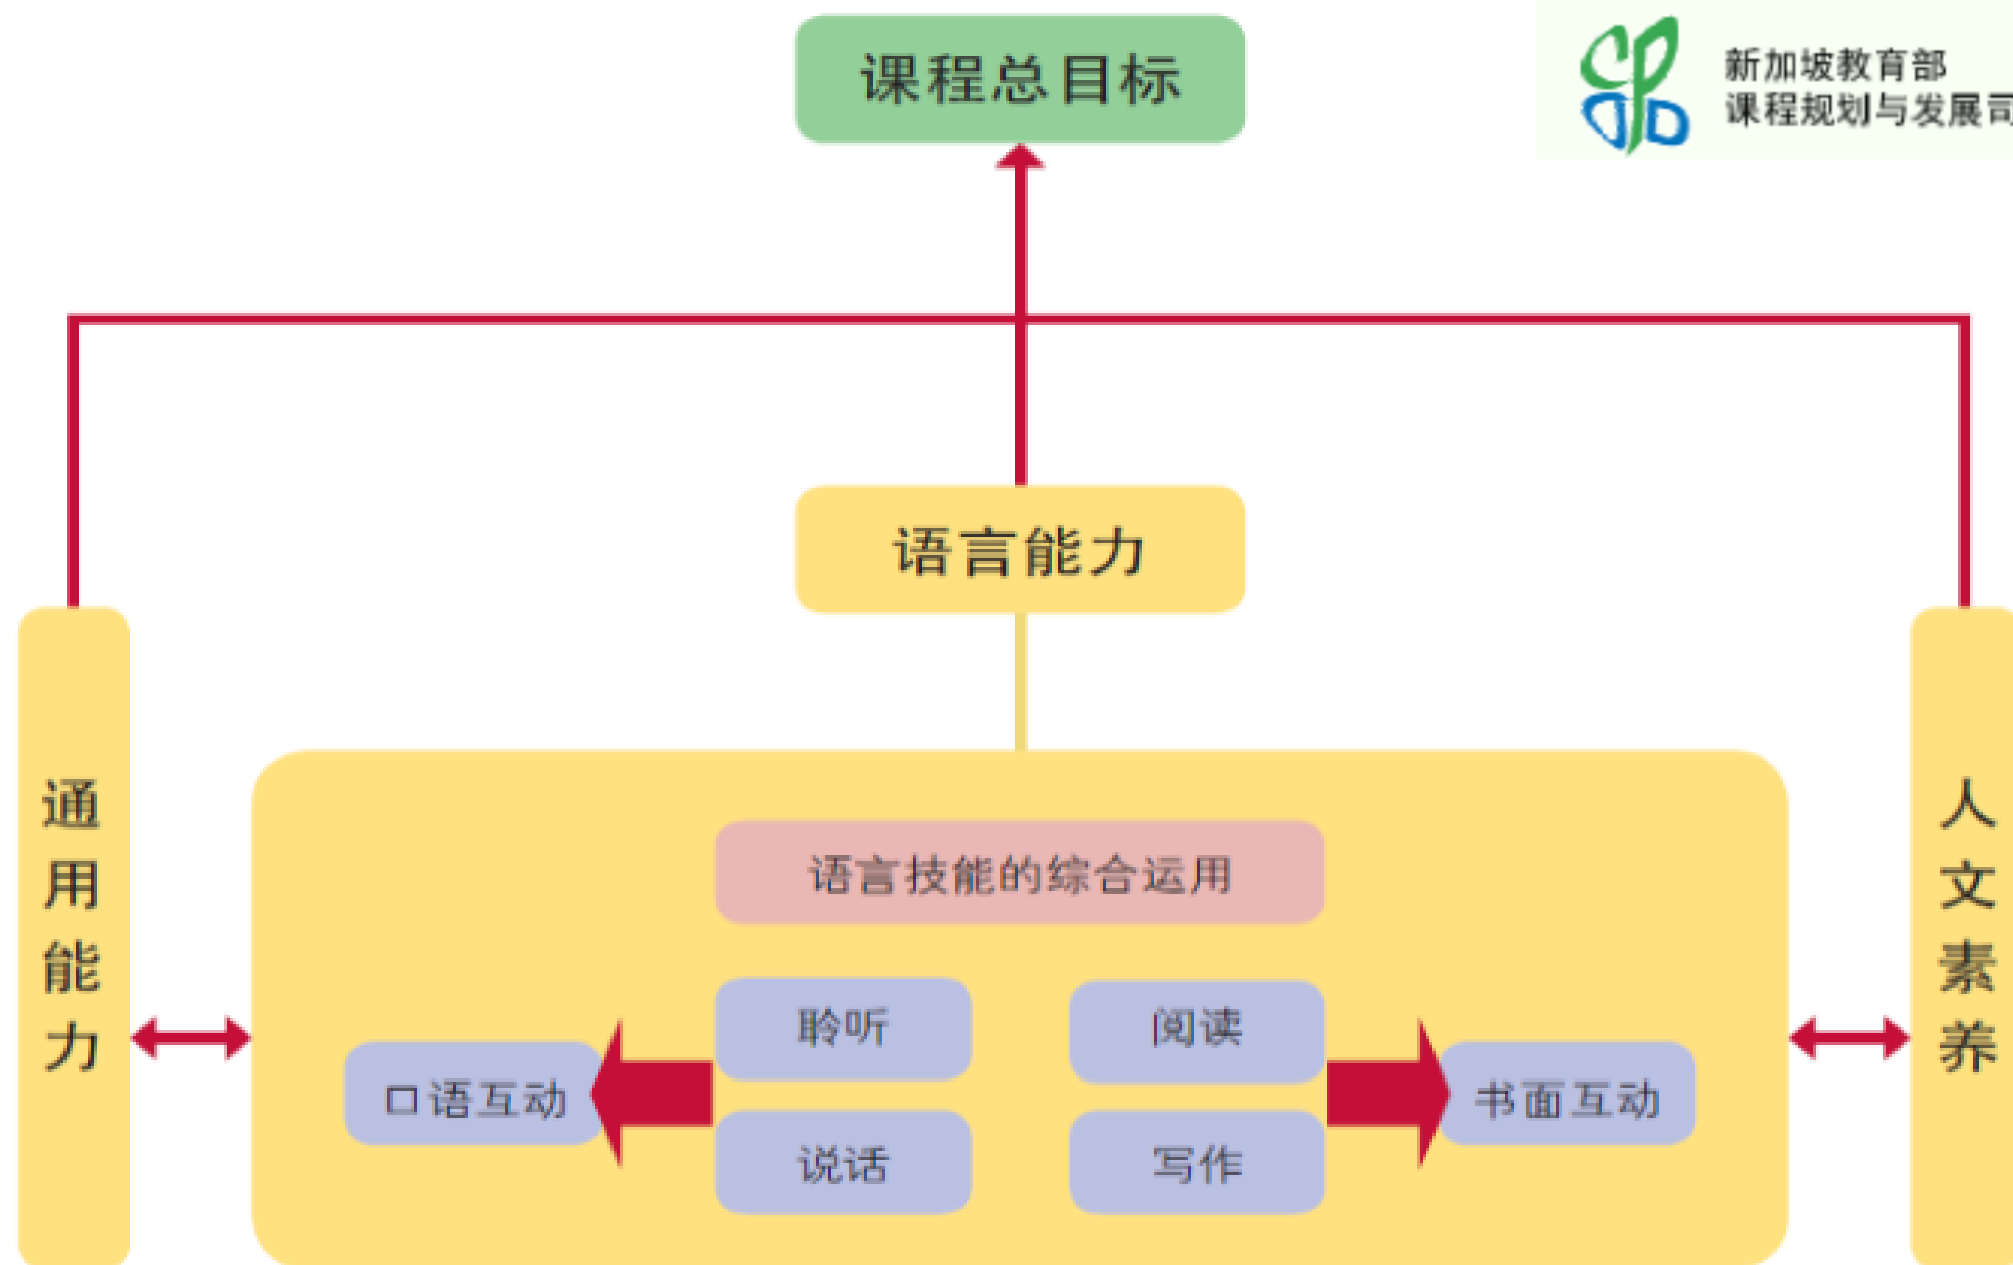 课程总目标
新加坡教育部
课程规划与发展司
语言能力
通用能力
人文素养
语言技能的综合运用
聆听
阅读
口语互动
书面互动
说话
写作